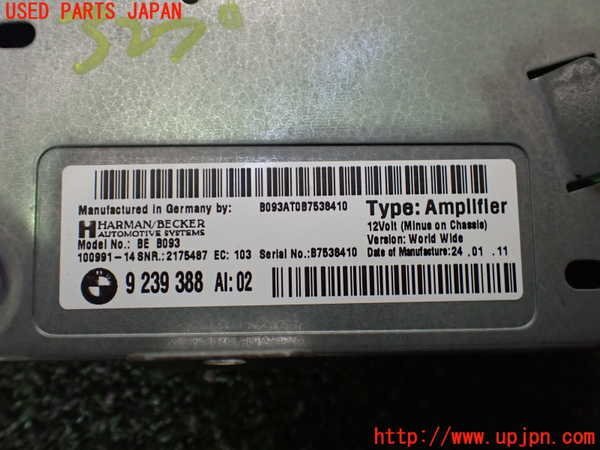 USED PARTS JAPAN
Manufactured in Germany by: B093AT0B7538410 Type: Amplifier
HARMAN/BECKER
AUTOMOTIVE SYSTEMS
12Volt (Minus on Chassis)
Model No.: BE B093 Version: World Wide
100991-14 SNR.: 2175487 EC: 103 Serial No.: B7538410 Date of Manufacture: 24 .01 .11
9 239 388 AI: 02
http://www.upjpn.com/